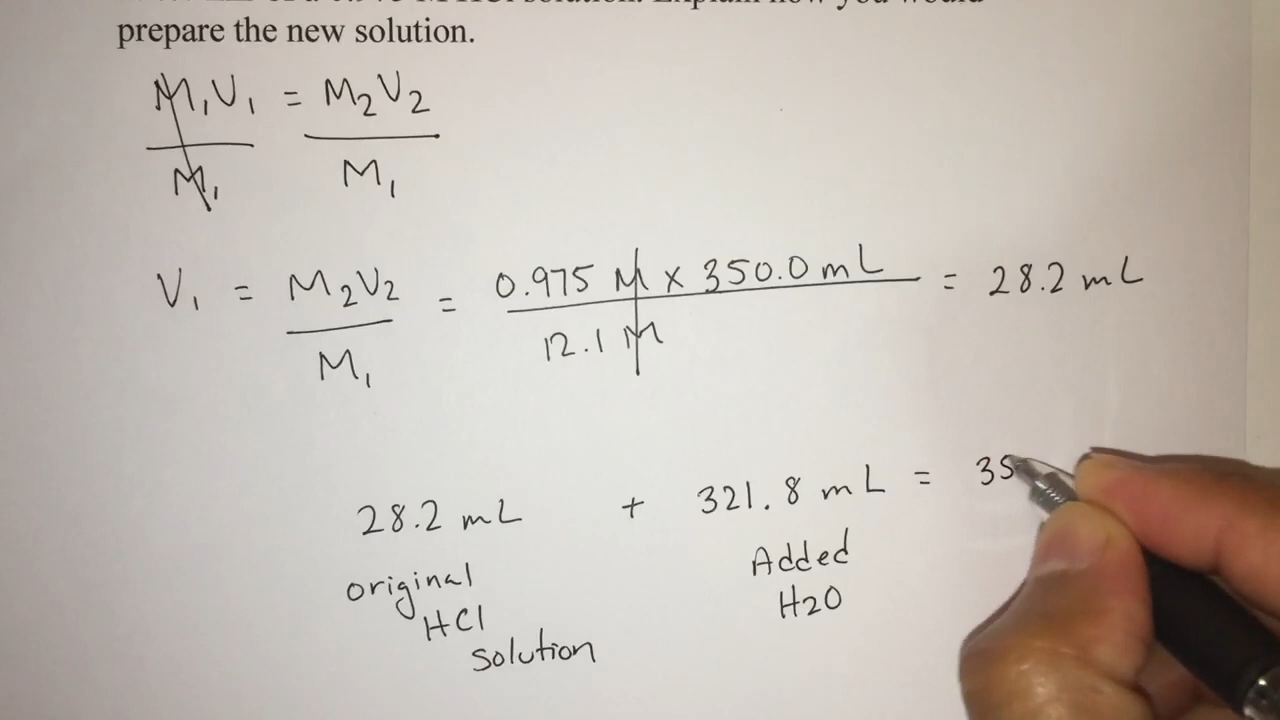 prepare the new solution.
M₁V₁ = M₂V₂
M₁ M₁
V₁ = M₂V₂ = 0.975 M x 350.0 mL = 28.2 mL
M₁ 12.1 M
28.2 mL + 321.8 mL = 35
original Added
HCl H2O
Solution